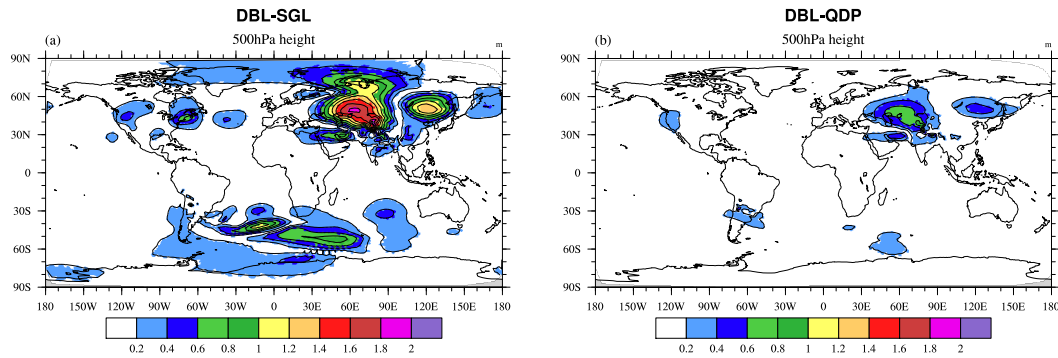 DBL-SGL
(a)
500hPa height
m
90N
60N
30N
0
30S
60S
90S
180 150W 120W 90W 60W 30W 0 30E 60E 90E 120E 150E 180
0.2 0.4 0.6 0.8 1 1.2 1.4 1.6 1.8 2
DBL-QDP
(b)
500hPa height
m
90N
60N
30N
0
30S
60S
90S
180 150W 120W 90W 60W 30W 0 30E 60E 90E 120E 150E 180
0.2 0.4 0.6 0.8 1 1.2 1.4 1.6 1.8 2